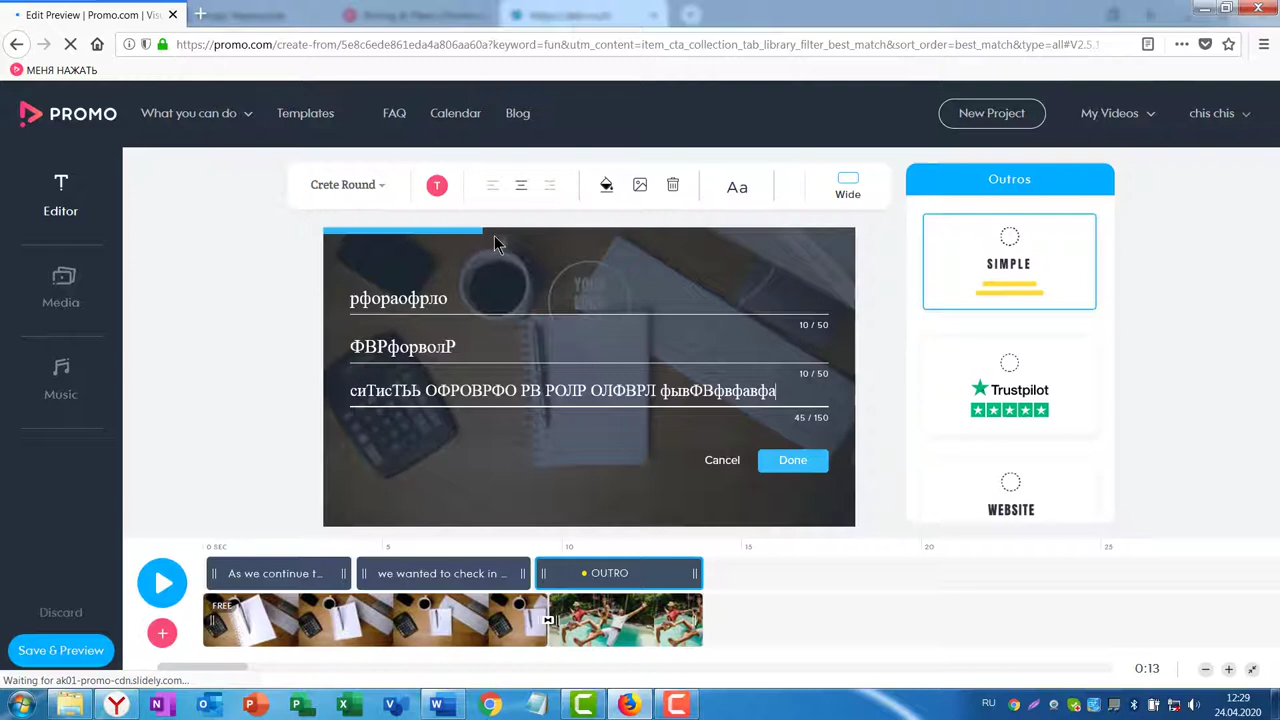 Edit Preview | Promo.com | Vis
https://promo.com/create-from/5e8c6ede861eda4a806aa60a?keyword=fun&utm_content=item_cta_collection_tab_library_filter_best_match&sort_order=best_match&type=all#V2.5.1
МЕНЯ НАЖАТЬ
PROMO
What you can do
Templates
FAQ
Calendar
Blog
New Project
My Videos
chis chis
Editor
Media
Music
Discard
Save & Preview
Crete Round
T
Aa
Wide
YOUR
рфораофрло
10 / 50
ФВРфорволР
10 / 50
сиТисТЬЬ ОФРОВРФО РВ РОЛР ОЛФВРЛ фывФВфвфавфа
45 / 150
Cancel
Done
Outros
SIMPLE
Trustpilot
WEBSITE
0 SEC
5
10
15
20
25
As we continue t...
we wanted to check in ...
OUTRO
FREE
0:13
Waiting for ak01-promo-cdn.slidely.com...
RU
12:29
24.04.2020